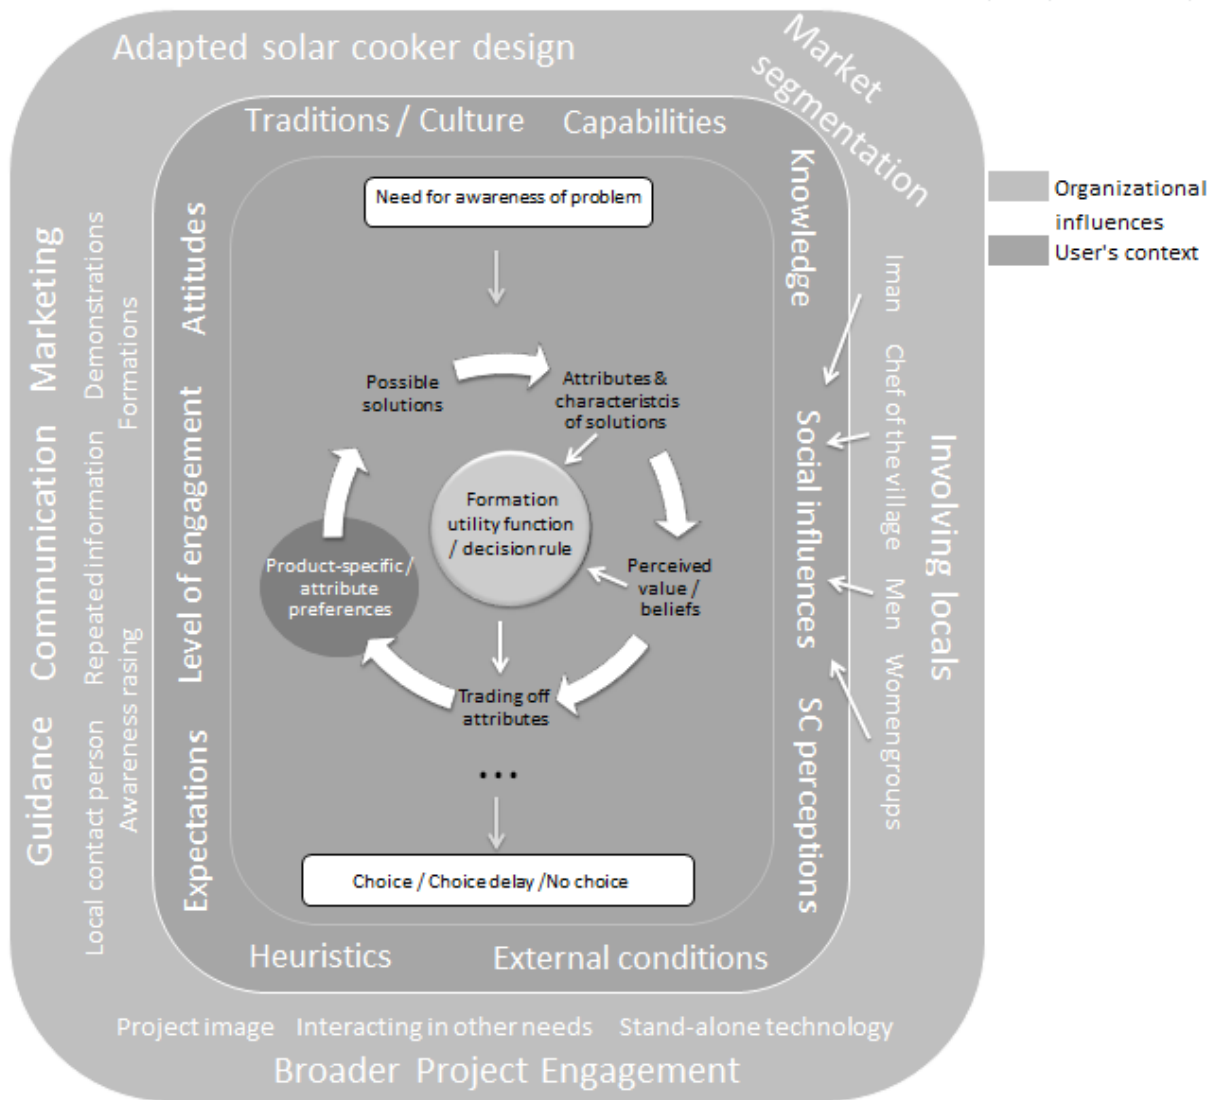 Adapted solar cooker design
Market
segmentation
Traditions / Culture
Capabilities
Knowledge
Need for awareness of problem
Organizational
influences
User's context
Attitudes
Marketing
Demonstrations
Formations
Iman
Possible
solutions
Attributes &
characteristcis
of solutions
Chef of the village
Social influences
Involving locals
Level of engagement
Communication
Repeated information
Formation
utility function
/ decision rule
Product-specific /
attribute
preferences
Perceived
value /
beliefs
Men
Womengroups
Trading off
attributes
...
SC perceptions
Expectations
Guidance
Local contact person
Awareness rasing
Choice / Choice delay /No choice
Heuristics
External conditions
Project image
Interacting in other needs
Stand-alone technology
Broader Project Engagement